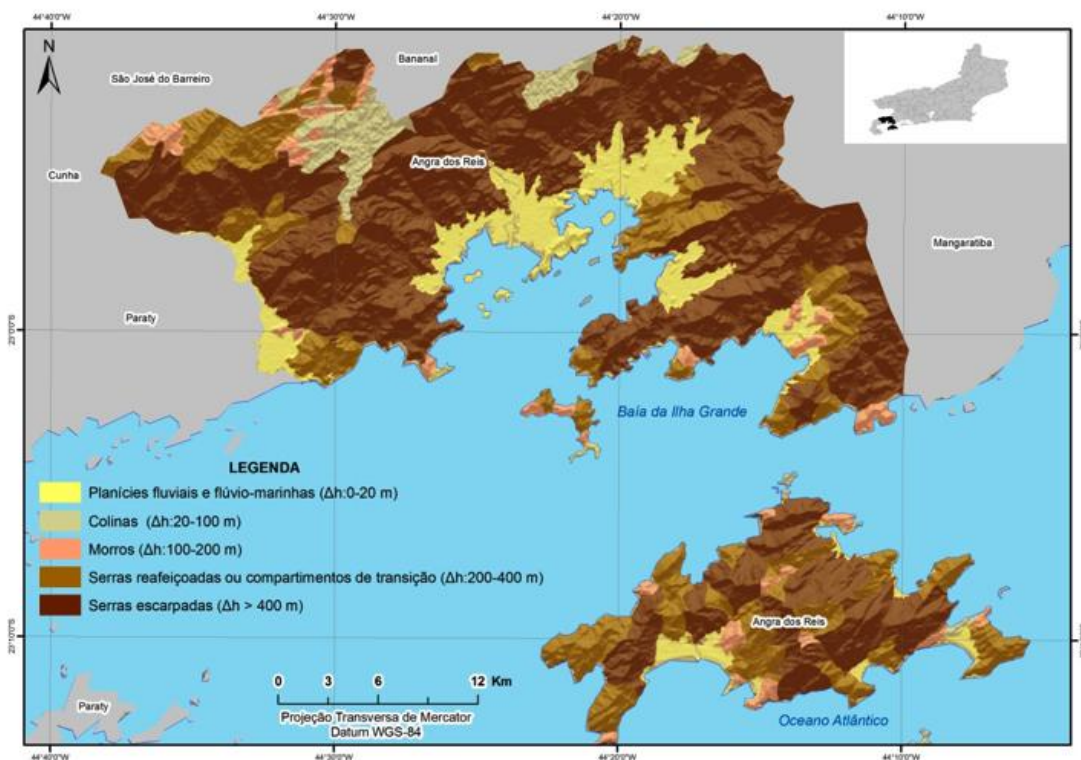 44°40'0"W 44°30'0"W 44°20'0"W 44°10'0"W
N
Bananal
São José do Barreiro
Angra dos Reis
Cunha
Mangaratiba
Paraty
23°0'0"S
Baía da Ilha Grande
LEGENDA
Planícies fluviais e flúvio-marinhas (Δh:0-20 m)
Colinas (Δh:20-100 m)
Morros (Δh:100-200 m)
Serras reafeiçoadas ou compartimentos de transição (Δh:200-400 m)
Serras escarpadas (Δh > 400 m)
Angra dos Reis
23°10'0"S
0 3 6 12 Km
Paraty
Projeção Transversa de Mercator
Datum WGS-84
Oceano Atlântico
44°40'0"W 44°30'0"W 44°20'0"W 44°10'0"W